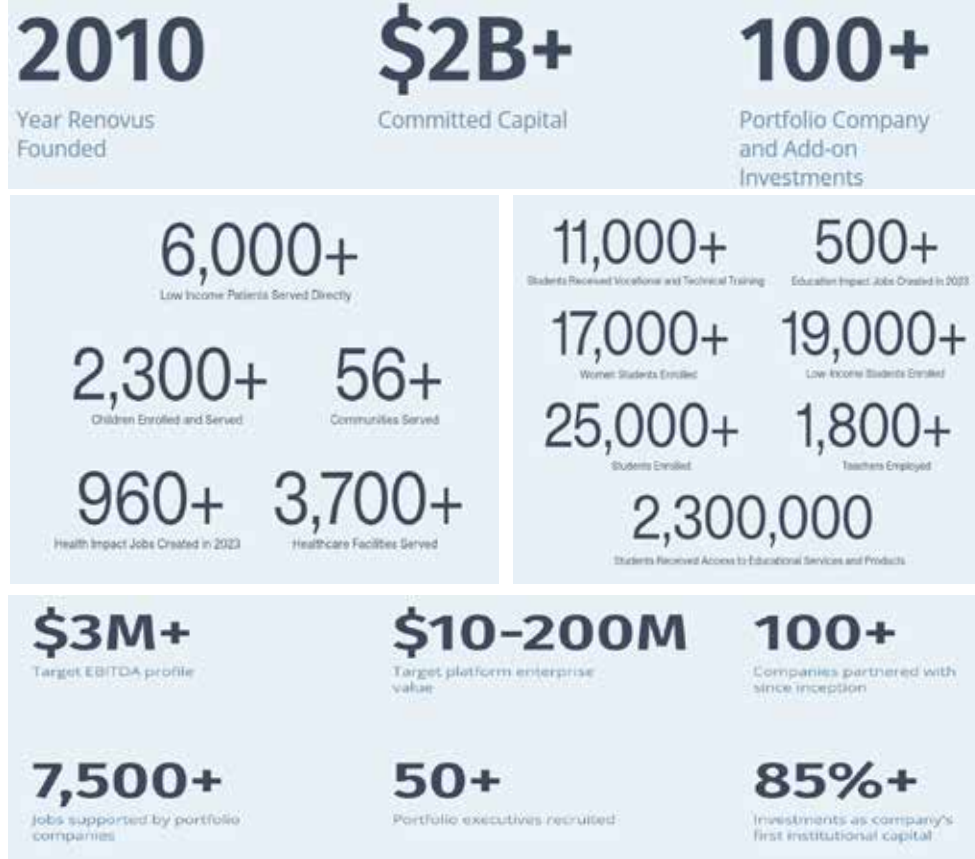 2010
Year Renovus
Founded
$2B+
Committed Capital
100+
Portfolio Company
and Add-on
Investments
6,000+
Low Income Patients Served Directly
2,300+
Children Enrolled and Served
56+
Communities Served
960+
Health Impact Jobs Created in 2023
3,700+
Healthcare Facilities Served
11,000+
Students Received Vocational and Technical Training
500+
Education Impact Jobs Created in 2023
17,000+
Women Students Enrolled
19,000+
Low Income Students Enrolled
25,000+
Students Enrolled
1,800+
Teachers Employed
2,300,000
Students Received Access to Educational Services and Products
$3M+
Target EBITDA profile
$10-200M
Target platform enterprise
value
100+
Companies partnered with
since inception
7,500+
Jobs supported by portfolio
companies
50+
Portfolio executives recruited
85%+
Investments as company's
first institutional capital